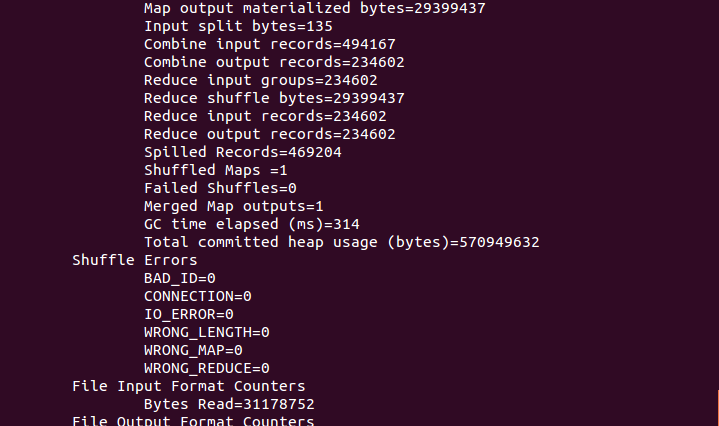 Map output materialized bytes=29399437
Input split bytes=135
Combine input records=494167
Combine output records=234602
Reduce input groups=234602
Reduce shuffle bytes=29399437
Reduce input records=234602
Reduce output records=234602
Spilled Records=469204
Shuffled Maps =1
Failed Shuffles=0
Merged Map outputs=1
GC time elapsed (ms)=314
Total committed heap usage (bytes)=570949632
Shuffle Errors
BAD_ID=0
CONNECTION=0
IO_ERROR=0
WRONG_LENGTH=0
WRONG_MAP=0
WRONG_REDUCE=0
File Input Format Counters
Bytes Read=31178752
File Output Format Counters